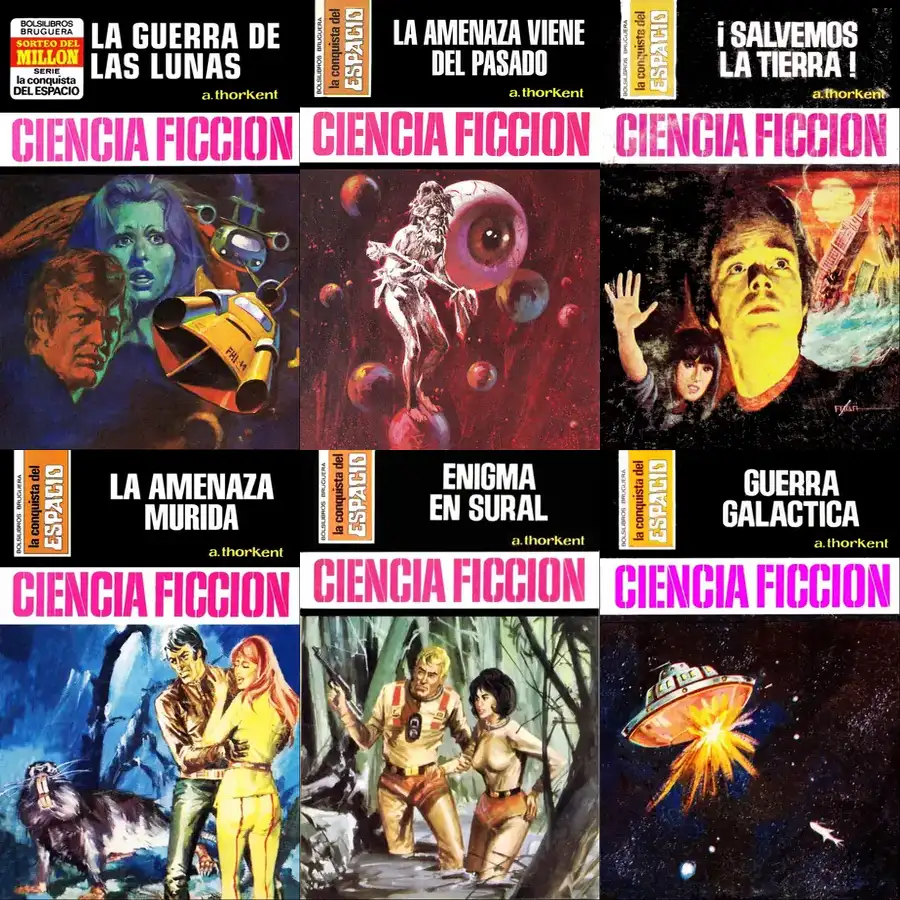 BOLSILIBROS
BRUGUERA
SORTEO DEL
MILLON
SERIE
la conquista
DEL ESPACIO
LA GUERRA DE
LAS LUNAS
a.thorkent
CIENCIA FICCION
FHI-44
BOLSILIBROS BRUGUERA
la conquista del
ESPACIO
LA AMENAZA VIENE
DEL PASADO
a.thorkent
CIENCIA FICCION
BOLSILIBROS BRUGUERA
la conquista del
ESPACIO
¡SALVEMOS
LA TIERRA!
a.thorkent
CIENCIA FICCION
BOLSILIBROS BRUGUERA
la conquista del
ESPACIO
LA AMENAZA
MURIDA
a.thorkent
CIENCIA FICCION
BOLSILIBROS BRUGUERA
la conquista del
ESPACIO
ENIGMA
EN SURAL
a.thorkent
CIENCIA FICCION
BOLSILIBROS BRUGUERA
la conquista del
ESPACIO
GUERRA
GALACTICA
a.thorkent
CIENCIA FICCION